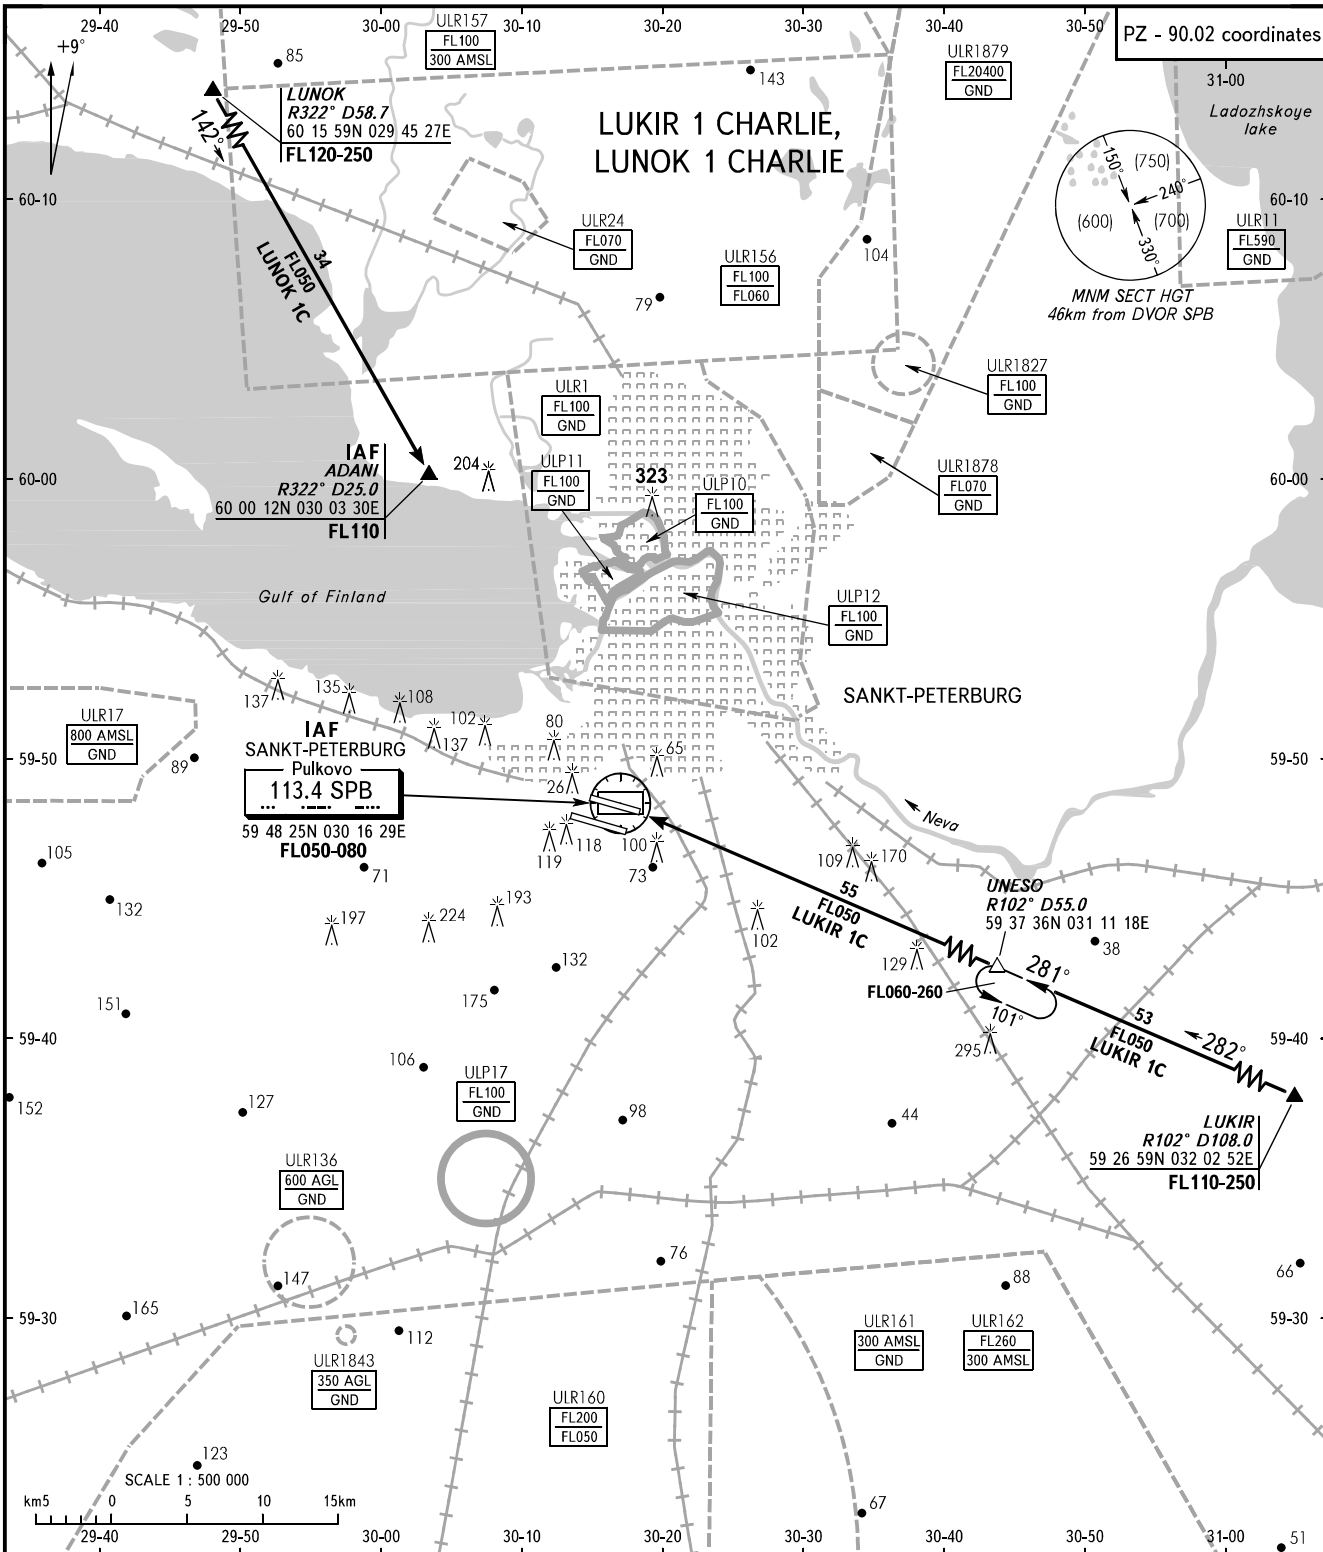 29-40
29-50
30-00
30-10
30-20
30-30
30-40
30-50
PZ - 90.02 coordinates
31-00
+9°
85
ULR157
FL100
300 AMSL
143
ULR1879
FL20400
GND
Ladozhskoye
lake
LUNOK
R322° D58.7
60 15 59N 029 45 27E
FL120-250
142°
LUKIR 1 CHARLIE,
LUNOK 1 CHARLIE
150°
(750)
240°
(600)
(700)
330°
MNM SECT HGT
46km from DVOR SPB
60-10
60-10
ULR11
FL590
GND
ULR24
FL070
GND
104
ULR156
FL100
FL060
79
34
FL050
LUNOK 1C
ULR1827
FL100
GND
ULR1
FL100
GND
IAF
ADANI
R322° D25.0
60 00 12N 030 03 30E
FL110
204
ULP11
FL100
GND
323
ULP10
FL100
GND
ULR1878
FL070
GND
60-00
60-00
Gulf of Finland
ULP12
FL100
GND
SANKT-PETERBURG
137
135
108
137
102
80
65
26
ULR17
800 AMSL
GND
89
59-50
59-50
IAF
SANKT-PETERBURG
Pulkovo
113.4 SPB
59 48 25N 030 16 29E
FL050-080
Neva
119
118
100
73
109
170
105
71
132
197
224
193
102
55
FL050
LUKIR 1C
UNESO
R102° D55.0
59 37 36N 031 11 18E
38
129
281°
FL060-260
101°
132
175
151
295
53
FL050
LUKIR 1C
282°
59-40
59-40
106
152
127
ULP17
FL100
GND
98
44
LUKIR
R102° D108.0
59 26 59N 032 02 52E
FL110-250
ULR136
600 AGL
GND
147
76
88
66
165
59-30
59-30
112
ULR1843
350 AGL
GND
ULR161
300 AMSL
GND
ULR162
FL260
300 AMSL
ULR160
FL200
FL050
123
SCALE 1 : 500 000
km5
0
5
10
15km
67
51
29-40
29-50
30-00
30-10
30-20
30-30
30-40
30-50
31-00